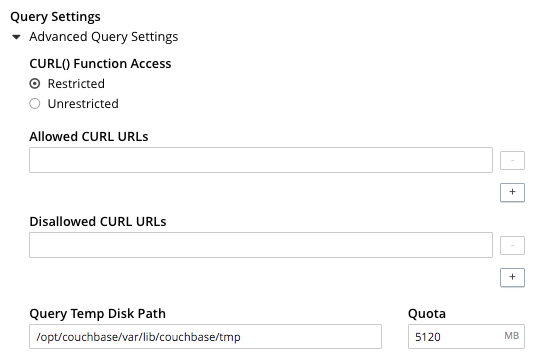 Query Settings
Advanced Query Settings
CURL() Function Access
Restricted
Unrestricted
Allowed CURL URLs
-
+
Disallowed CURL URLs
-
+
Query Temp Disk Path Quota
/opt/couchbase/var/lib/couchbase/tmp 5120 MB